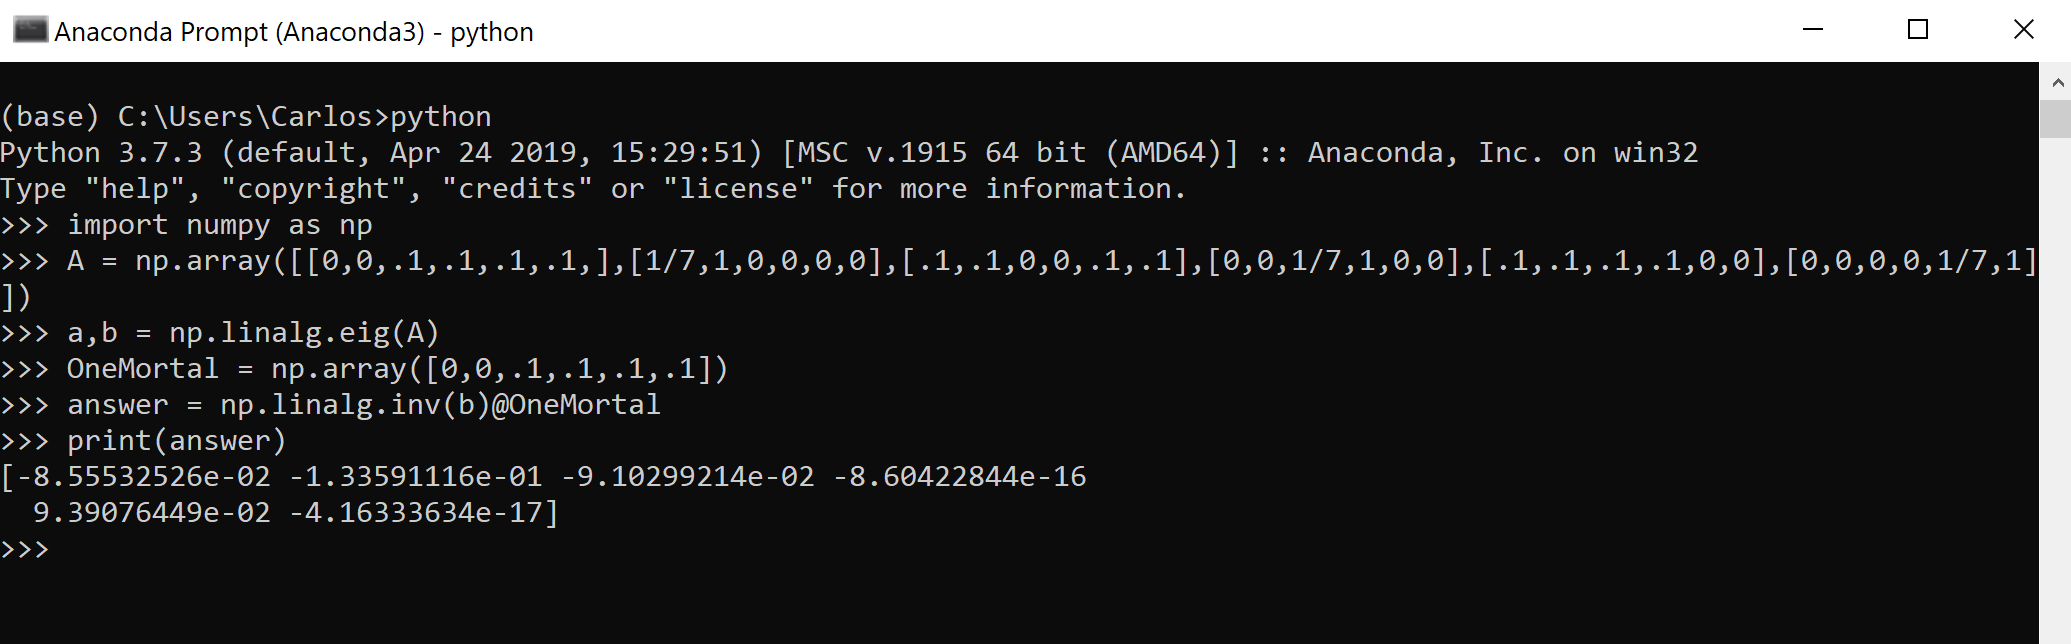 Anaconda Prompt (Anaconda3) - python
(base) C:\Users\Carlos>python
Python 3.7.3 (default, Apr 24 2019, 15:29:51) [MSC v.1915 64 bit (AMD64)] :: Anaconda, Inc. on win32
Type "help", "copyright", "credits" or "license" for more information.
>>> import numpy as np
>>> A = np.array([[0,0,.1,.1,.1,.1,],[1/7,1,0,0,0,0],[.1,.1,0,0,.1,.1],[0,0,1/7,1,0,0],[.1,.1,.1,.1,0,0],[0,0,0,0,1/7,1]
])
>>> a,b = np.linalg.eig(A)
>>> OneMortal = np.array([0,0,.1,.1,.1,.1])
>>> answer = np.linalg.inv(b)@OneMortal
>>> print(answer)
[-8.55532526e-02 -1.33591116e-01 -9.10299214e-02 -8.60422844e-16
  9.39076449e-02 -4.16333634e-17]
>>>